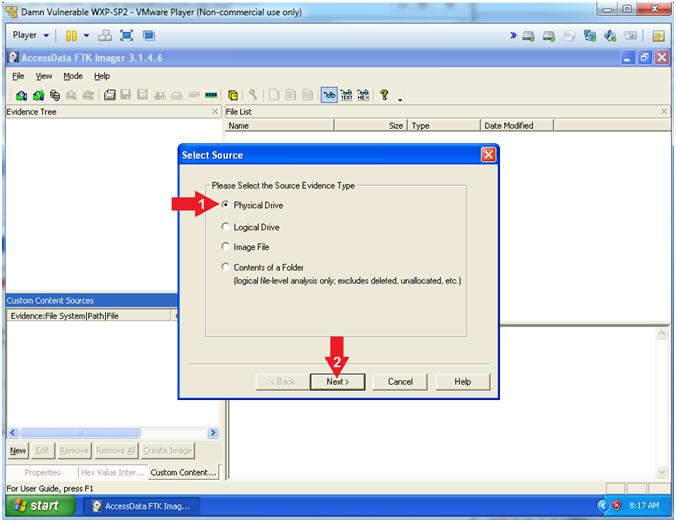 Damn Vulnerable WXP-SP2 - VMware Player (Non-commercial use only)
Player
AccessData FTK Imager 3.1.4.6
File View Mode Help
Evidence Tree
File List
Name Size Type Date Modified
Select Source
Please Select the Source Evidence Type
1
Physical Drive
Logical Drive
Image File
Contents of a Folder
(logical file-level analysis only; excludes deleted, unallocated, etc.)
Custom Content Sources
Evidence:File System|Path|File
2
< Back Next > Cancel Help
New Edit Remove Remove All Create Image
Properties Hex Value Inter... Custom Content...
For User Guide, press F1
start AccessData FTK Imag... 8:17 AM